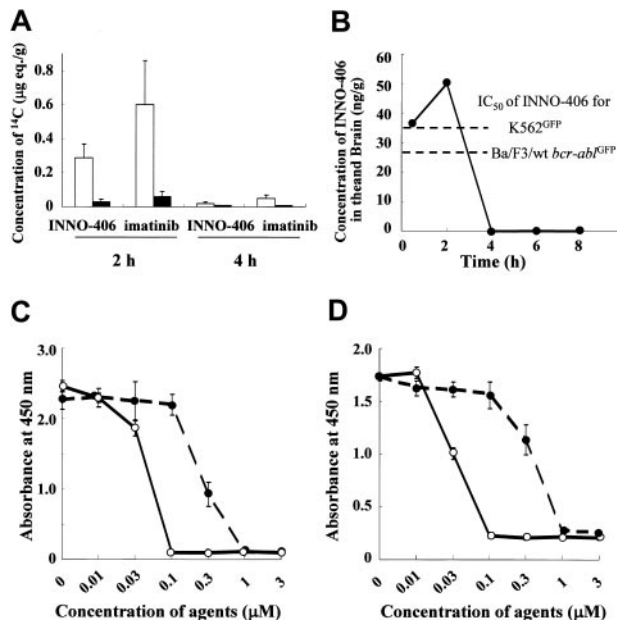 A
Concentration of ¹⁴C (µg eq./g)
0.8
0.6
0.4
0.2
0
INNO-406 imatinib INNO-406 imatinib
2 h 4 h
B
Concentration of INNO-406
in theand Brain (ng/g)
60
50
40
30
20
10
0
IC₅₀ of INNO-406 for
K562ᴳᶠᴾ
Ba/F3/wt bcr-ablᴳᶠᴾ
0 2 4 6 8
Time (h)
C
Absorbance at 450 nm
3.0
2.0
1.0
0
0 0.01 0.03 0.1 0.3 1 3
Concentration of agents (µM)
D
Absorbance at 450 nm
2.0
1.5
1.0
0.5
0
0 0.01 0.03 0.1 0.3 1 3
Concentration of agents (µM)